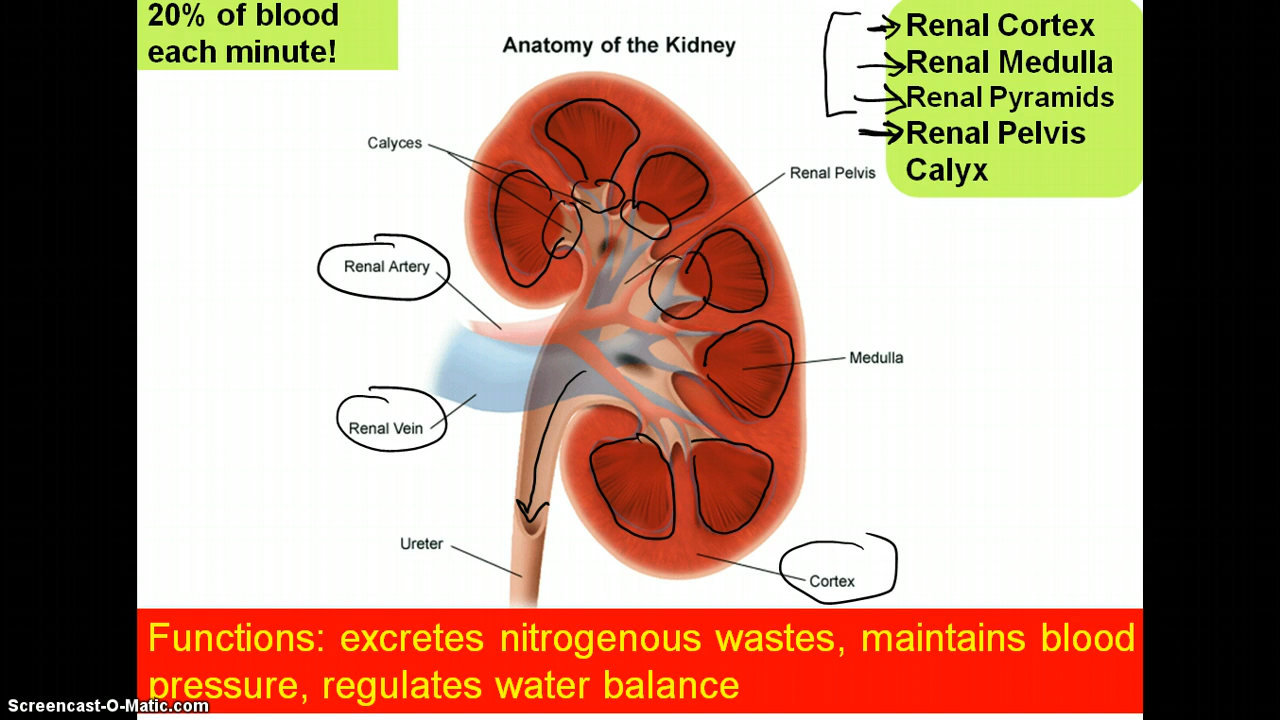 20% of blood
each minute!
Anatomy of the Kidney
Renal Cortex
Renal Medulla
Renal Pyramids
Renal Pelvis
Calyx
Calyces
Renal Pelvis
Renal Artery
Medulla
Renal Vein
Ureter
Cortex
Functions: excretes nitrogenous wastes, maintains blood
pressure, regulates water balance
Screencast-O-Matic.com